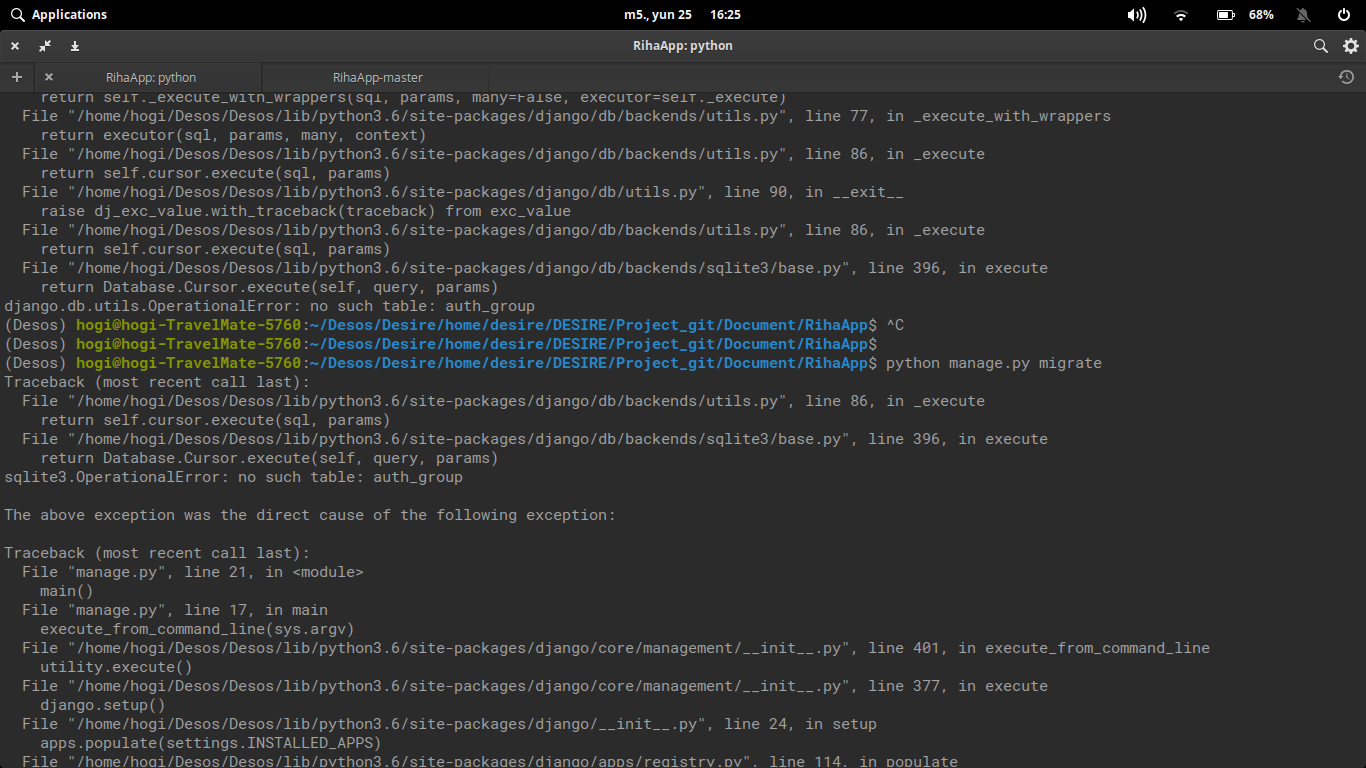 Applications
m5., yun 25 16:25
68%
RihaApp: python
RihaApp: python
RihaApp-master
return self._execute_with_wrappers(sql, params, many=False, executor=self._execute)
File "/home/hogi/Desos/Desos/lib/python3.6/site-packages/django/db/backends/utils.py", line 77, in _execute_with_wrappers
return executor(sql, params, many, context)
File "/home/hogi/Desos/Desos/lib/python3.6/site-packages/django/db/backends/utils.py", line 86, in _execute
return self.cursor.execute(sql, params)
File "/home/hogi/Desos/Desos/lib/python3.6/site-packages/django/db/utils.py", line 90, in __exit__
raise dj_exc_value.with_traceback(traceback) from exc_value
File "/home/hogi/Desos/Desos/lib/python3.6/site-packages/django/db/backends/utils.py", line 86, in _execute
return self.cursor.execute(sql, params)
File "/home/hogi/Desos/Desos/lib/python3.6/site-packages/django/db/backends/sqlite3/base.py", line 396, in execute
return Database.Cursor.execute(self, query, params)
django.db.utils.OperationalError: no such table: auth_group
(Desos) hogi@hogi-TravelMate-5760:~/Desos/Desire/home/desire/DESIRE/Project_git/Document/RihaApp$ ^C
(Desos) hogi@hogi-TravelMate-5760:~/Desos/Desire/home/desire/DESIRE/Project_git/Document/RihaApp$
(Desos) hogi@hogi-TravelMate-5760:~/Desos/Desire/home/desire/DESIRE/Project_git/Document/RihaApp$ python manage.py migrate
Traceback (most recent call last):
File "/home/hogi/Desos/Desos/lib/python3.6/site-packages/django/db/backends/utils.py", line 86, in _execute
return self.cursor.execute(sql, params)
File "/home/hogi/Desos/Desos/lib/python3.6/site-packages/django/db/backends/sqlite3/base.py", line 396, in execute
return Database.Cursor.execute(self, query, params)
sqlite3.OperationalError: no such table: auth_group
The above exception was the direct cause of the following exception:
Traceback (most recent call last):
File "manage.py", line 21, in <module>
main()
File "manage.py", line 17, in main
execute_from_command_line(sys.argv)
File "/home/hogi/Desos/Desos/lib/python3.6/site-packages/django/core/management/__init__.py", line 401, in execute_from_command_line
utility.execute()
File "/home/hogi/Desos/Desos/lib/python3.6/site-packages/django/core/management/__init__.py", line 377, in execute
django.setup()
File "/home/hogi/Desos/Desos/lib/python3.6/site-packages/django/__init__.py", line 24, in setup
apps.populate(settings.INSTALLED_APPS)
File "/home/hogi/Desos/Desos/lib/python3.6/site-packages/django/apps/registry.py", line 114, in populate